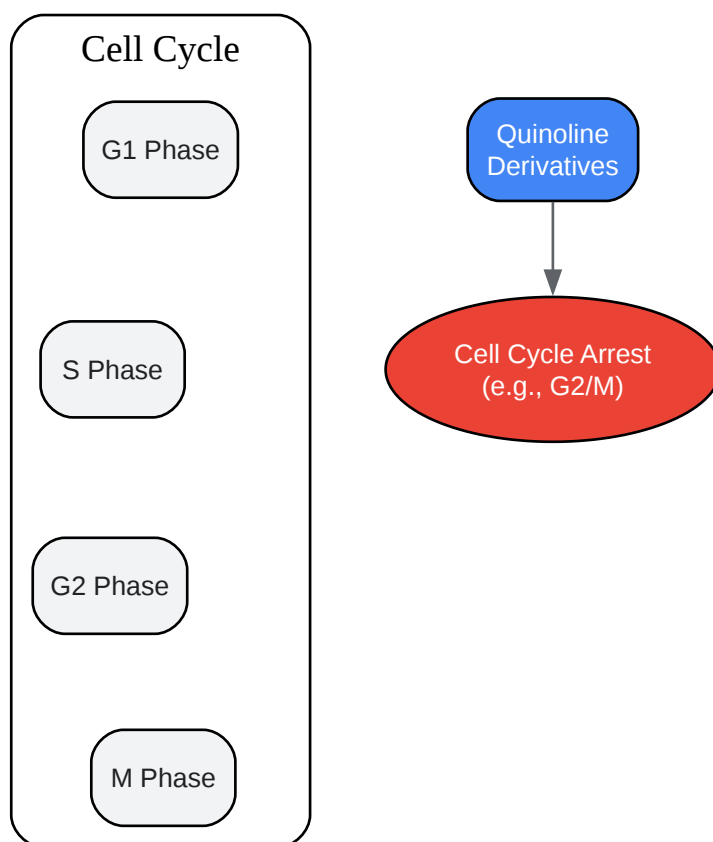 Cell Cycle
G1 Phase
S Phase
G2 Phase
M Phase
Quinoline
Derivatives
Cell Cycle Arrest
(e.g., G2/M)